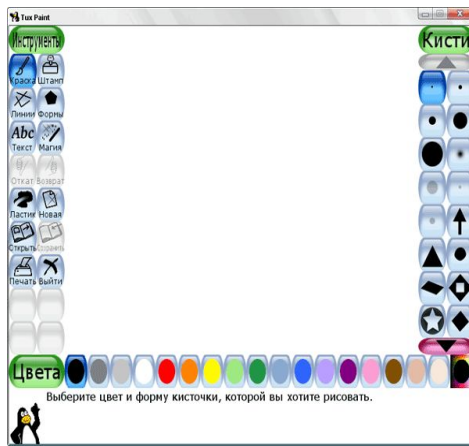 Tux Paint
Инструменты
Кисти
Краска Штамп
Линии Формы
Abc
Текст Магия
Откат Возврат
Ластик Новая
Открыть Сохранить
Печать Выйти
Цвета
Выберите цвет и форму кисточки, которой вы хотите рисовать.